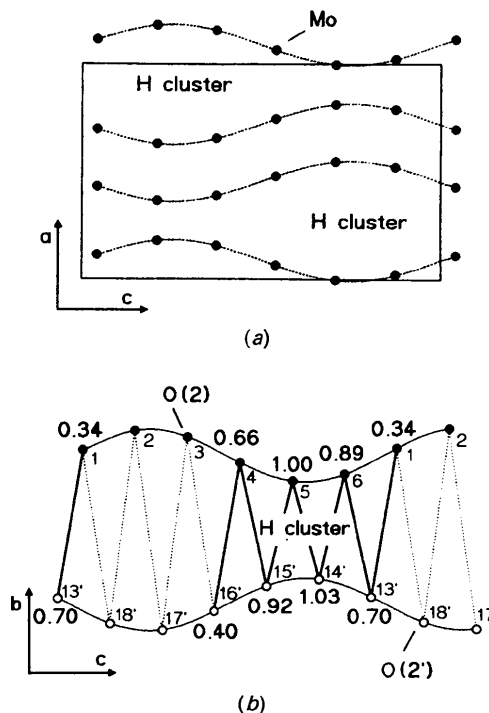 Mo
H cluster
a
H cluster
c
(a)
O(2)
0.34
1
2
3
0.66
4
1.00
5
0.89
6
0.34
1
2
H cluster
b
13'
0.70
18'
17'
16'
0.40
15'
0.92
14'
1.03
13'
0.70
18'
17
c
O(2')
(b)